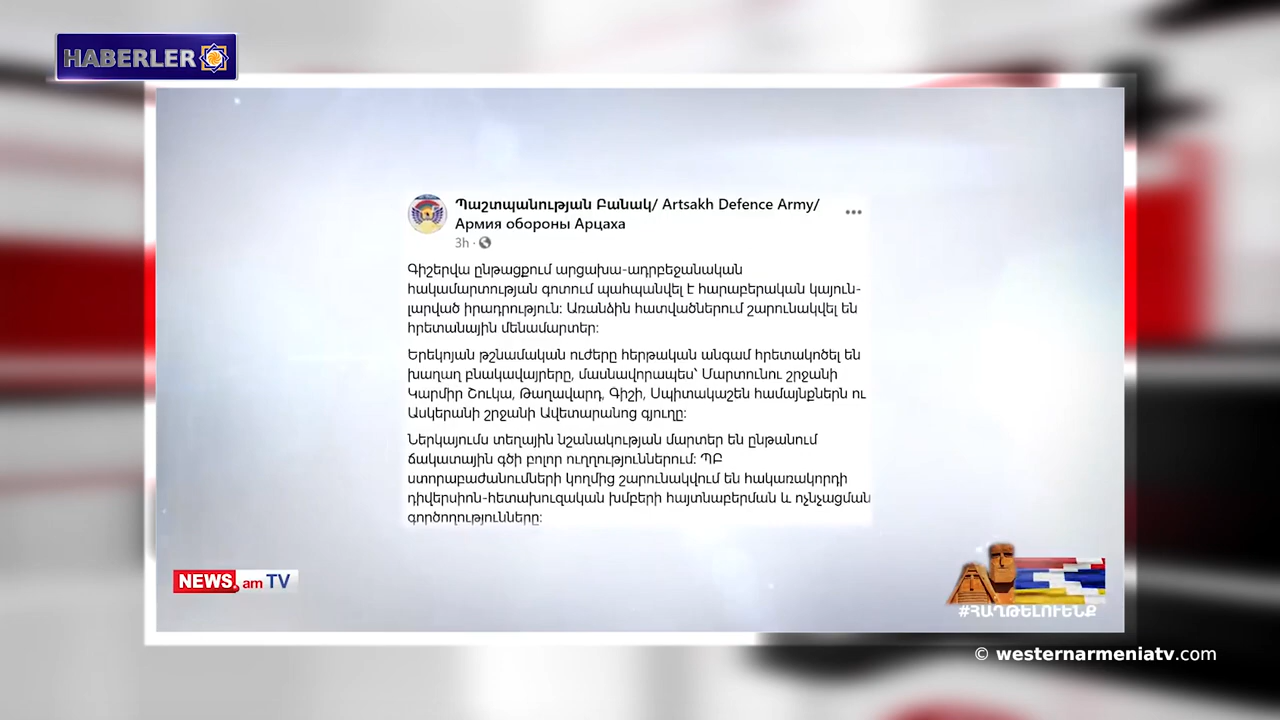 HABERLER
Պաշտպանության Բանակ/ Artsakh Defence Army/
Армия обороны Арцаха
3h ·
Գիշերվա ընթացքում արցախա-ադրբեջանական
հակամարտության գոտում պահպանվել է հարաբերական կայուն-
լարված իրադրություն։ Առանձին հատվածներում շարունակվել են
հրետանային մենամարտեր։
Երեկոյան թշնամական ուժերը հերթական անգամ հրետակոծել են
խաղաղ բնակավայրերը, մասնավորապես՝ Մարտունու շրջանի
Կարմիր Շուկա, Թաղավարդ, Գիշի, Սպիտակաշեն համայնքներն ու
Ասկերանի շրջանի Ավետարանոց գյուղը։
Ներկայումս տեղային նշանակության մարտեր են ընթանում
ճակատային գծի բոլոր ուղղություններում։ ՊԲ
ստորաբաժանումների կողմից շարունակվում են հակառակորդի
դիվերսիոն-հետախուզական խմբերի հայտնաբերման և ոչնչացման
գործողությունները։
NEWS.am TV
#ՀԱՂԹԵԼՈՒԵՆՔ
© westernarmeniatv.com